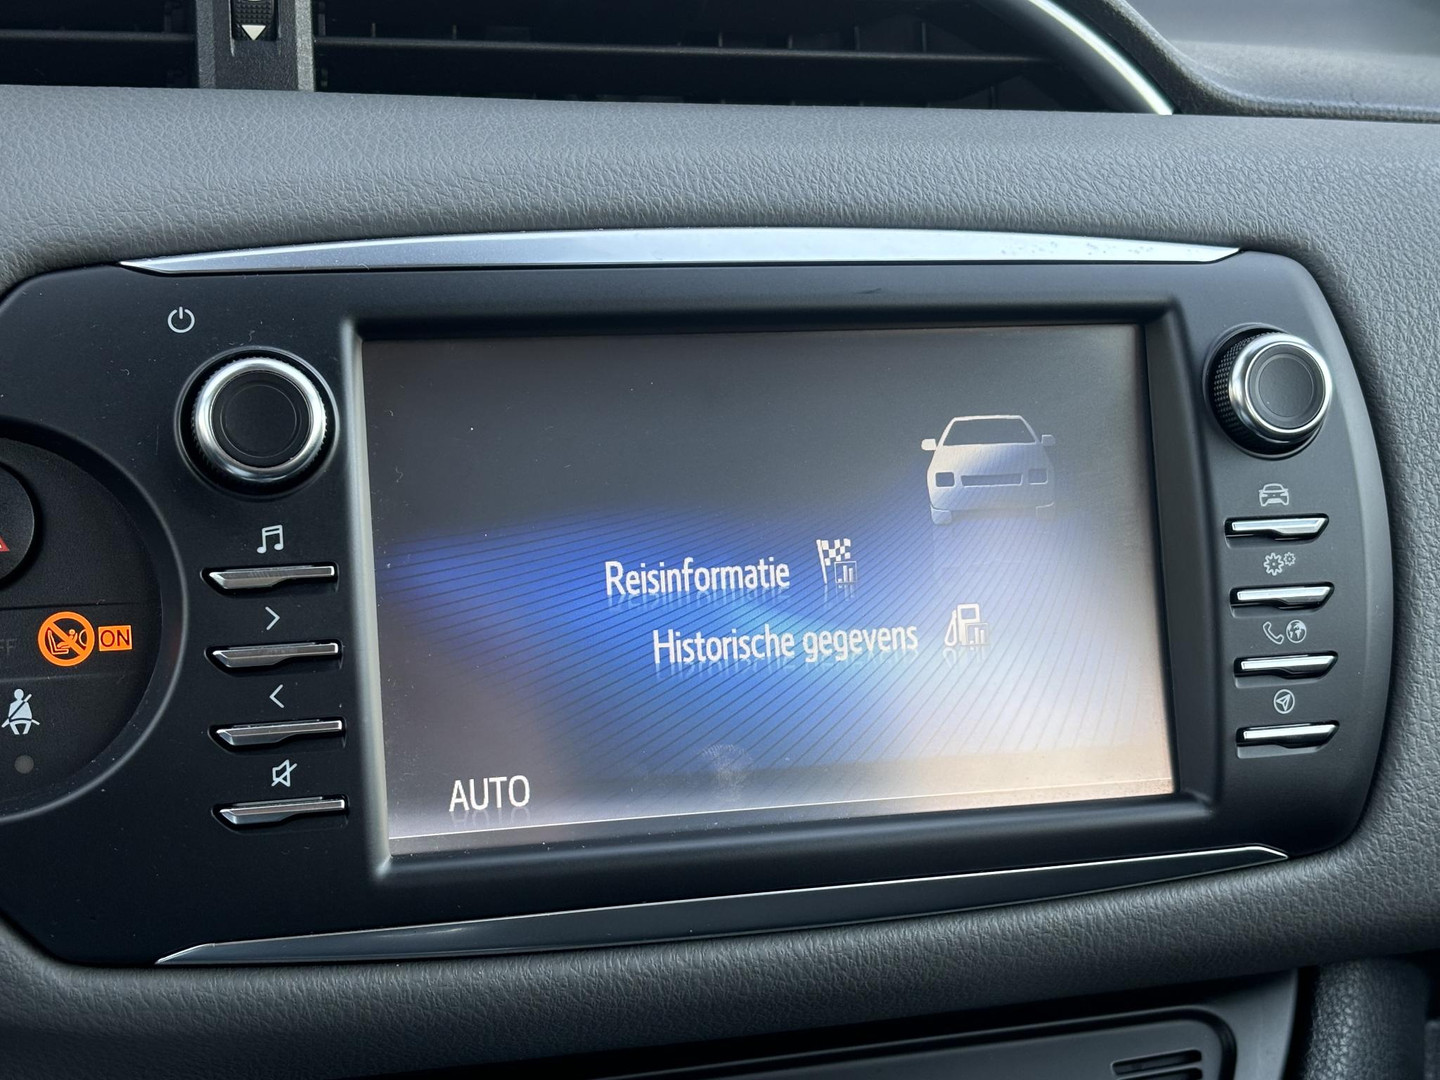 Reisinformatie
ON
Historische gegevens
AUTO